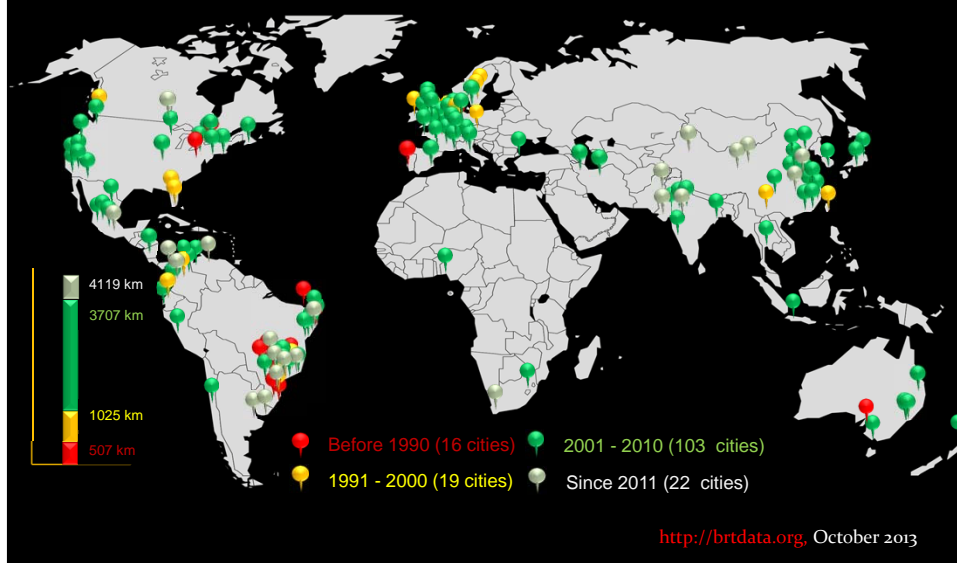 4119 km
3707 km
1025 km
507 km
Before 1990 (16 cities)
2001 - 2010 (103 cities)
1991 - 2000 (19 cities)
Since 2011 (22 cities)
http://brtdata.org, October 2013